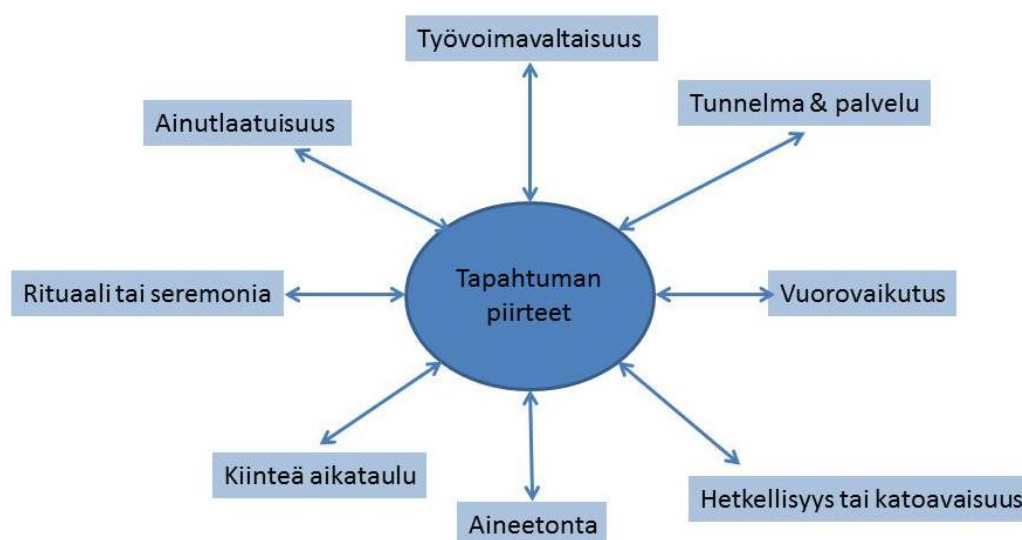 Työvoimavaltaisuus
Ainutlaatuisuus
Tunnelma & palvelu
Rituaali tai seremonia
Tapahtuman
piirteet
Vuorovaikutus
Kiinteä aikataulu
Aineetonta
Hetkellisyys tai katoavaisuus